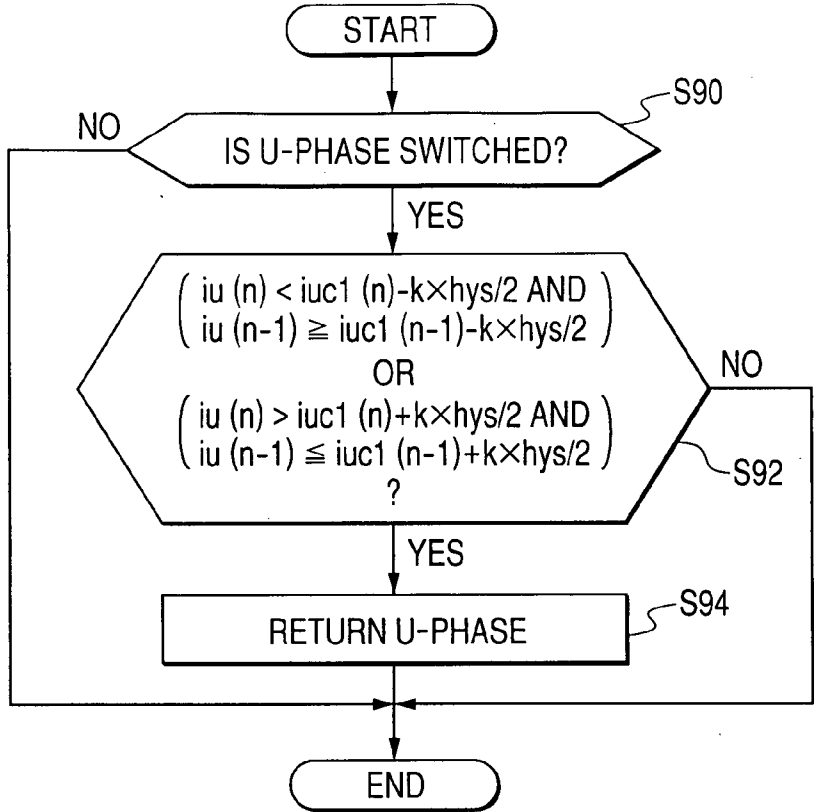 START
S90
NO
IS U-PHASE SWITCHED?
YES
( iu (n) < iuc1 (n)-k×hys/2 AND
iu (n-1) ≧ iuc1 (n-1)-k×hys/2 )
OR
NO
( iu (n) > iuc1 (n)+k×hys/2 AND
iu (n-1) ≦ iuc1 (n-1)+k×hys/2 )
?
S92
YES
S94
RETURN U-PHASE
END